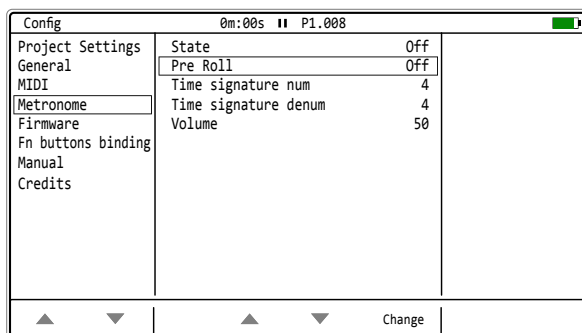 Config 0m:00s P1.008
Project Settings
General
MIDI
Metronome
Firmware
Fn buttons binding
Manual
Credits
State Off
Pre Roll Off
Time signature num 4
Time signature denum 4
Volume 50
Change